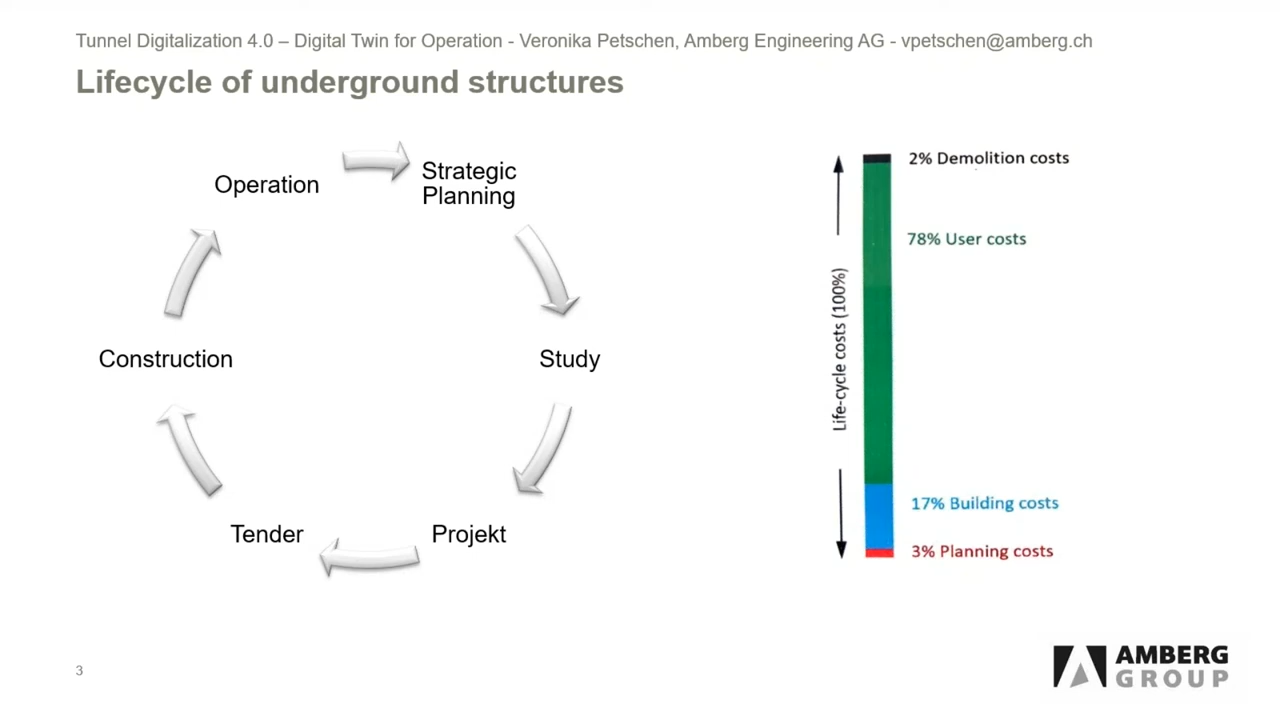 Tunnel Digitalization 4.0 – Digital Twin for Operation - Veronika Petschen, Amberg Engineering AG - vpetschen@amberg.ch
Lifecycle of underground structures
Operation
Strategic
Planning
Study
Projekt
Tender
Construction
Life-cycle costs (100%)
2% Demolition costs
78% User costs
17% Building costs
3% Planning costs
3
AMBERG
GROUP